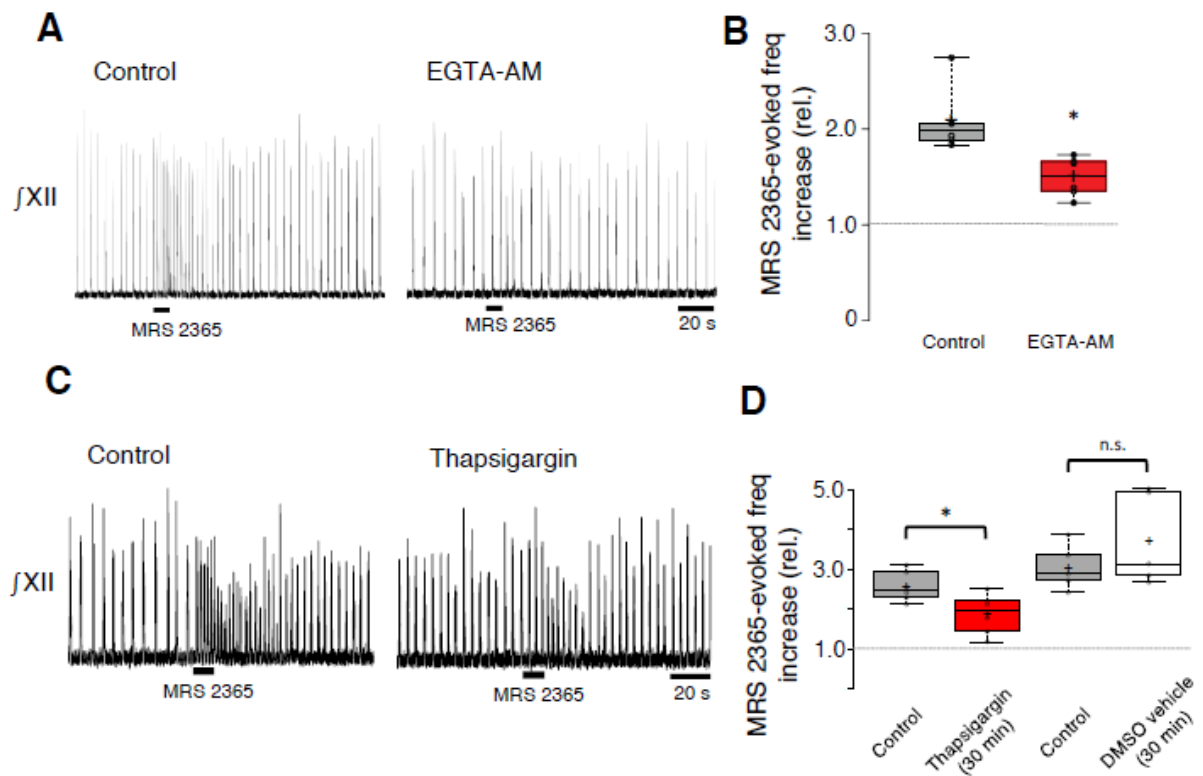 A
Control
EGTA-AM
∫XII
MRS 2365
MRS 2365
20 s
B
MRS 2365-evoked freq
increase (rel.)
3.0
2.0
1.0
0
*
Control
EGTA-AM
C
Control
Thapsigargin
∫XII
MRS 2365
MRS 2365
20 s
D
MRS 2365-evoked freq
increase (rel.)
5.0
3.0
1.0
*
n.s.
Control
Thapsigargin
(30 min)
Control
DMSO vehicle
(30 min)